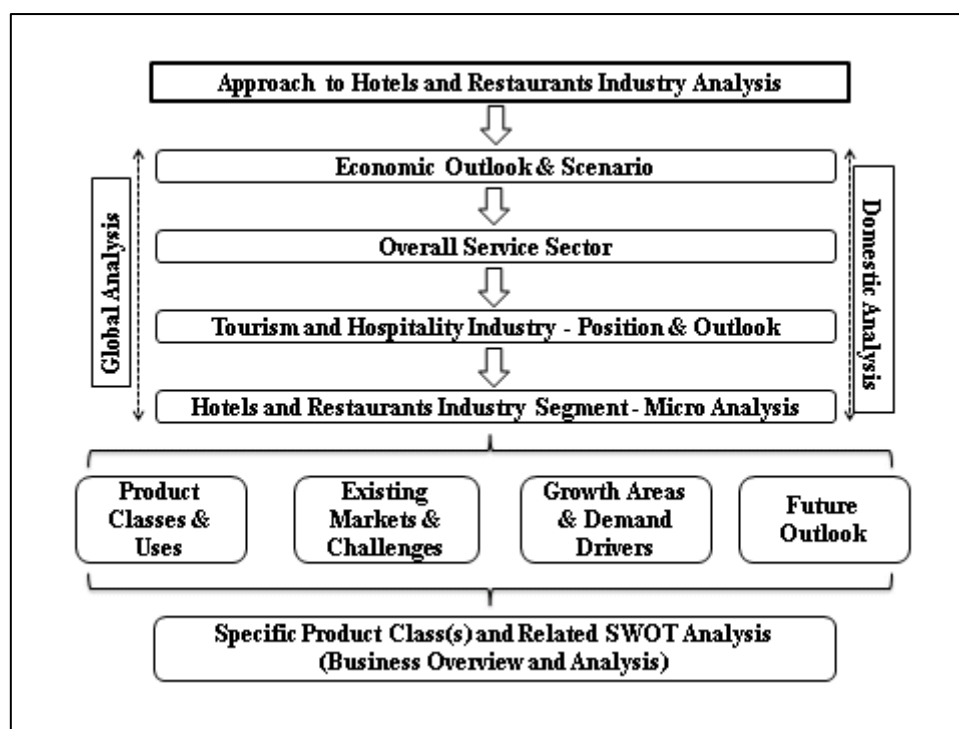 Approach to Hotels and Restaurants Industry Analysis
Economic Outlook & Scenario
Overall Service Sector
Tourism and Hospitality Industry - Position & Outlook
Hotels and Restaurants Industry Segment - Micro Analysis
Global Analysis
Domestic Analysis
Product
Classes &
Uses
Existing
Markets &
Challenges
Growth Areas
& Demand
Drivers
Future
Outlook
Specific Product Class(s) and Related SWOT Analysis
(Business Overview and Analysis)